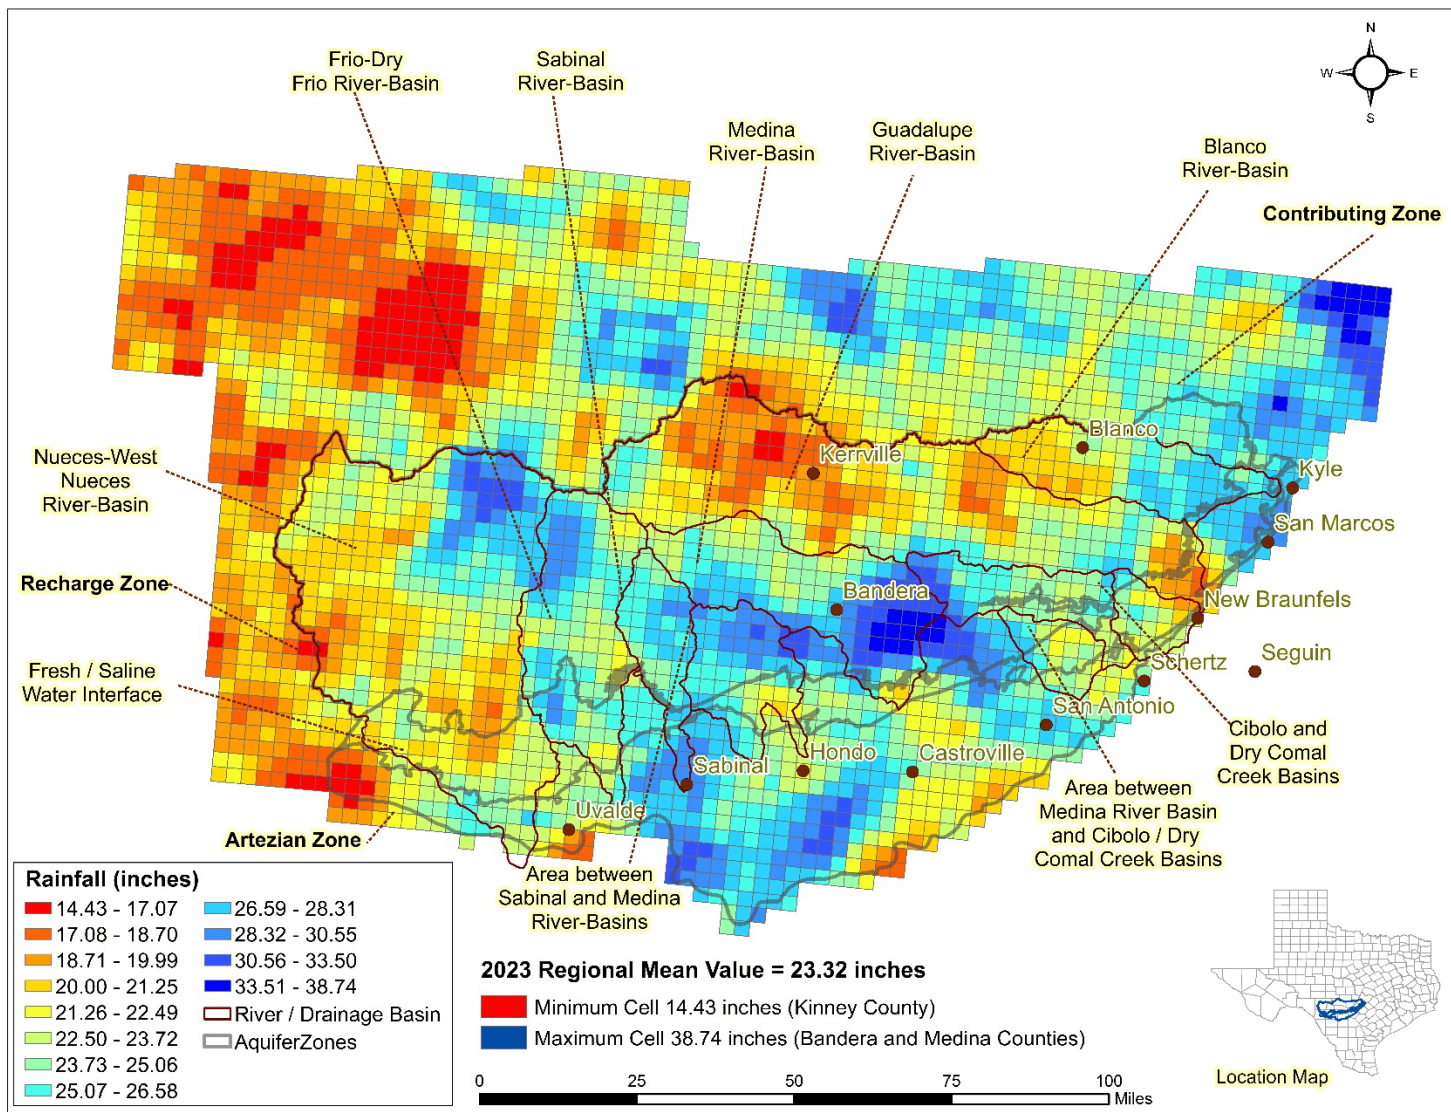 N
W
E
S
Frio-Dry
Frio River-Basin
Sabinal
River-Basin
Medina
River-Basin
Guadalupe
River-Basin
Blanco
River-Basin
Contributing Zone
Blanco
Kerrville
Kyle
Nueces-West
Nueces
River-Basin
San Marcos
Recharge Zone
Bandera
New Braunfels
Fresh / Saline
Water Interface
Seguin
Schertz
San Antonio
Cibolo and
Dry Comal
Creek Basins
Sabinal
Hondo
Castroville
Uvalde
Area between
Medina River Basin
and Cibolo / Dry
Comal Creek Basins
Artezian Zone
Area between
Sabinal and Medina
River-Basins
Rainfall (inches)
14.43 - 17.07
17.08 - 18.70
18.71 - 19.99
20.00 - 21.25
21.26 - 22.49
22.50 - 23.72
23.73 - 25.06
25.07 - 26.58
26.59 - 28.31
28.32 - 30.55
30.56 - 33.50
33.51 - 38.74
River / Drainage Basin
AquiferZones
2023 Regional Mean Value = 23.32 inches
Minimum Cell 14.43 inches (Kinney County)
Maximum Cell 38.74 inches (Bandera and Medina Counties)
0 25 50 75 100
Miles
Location Map